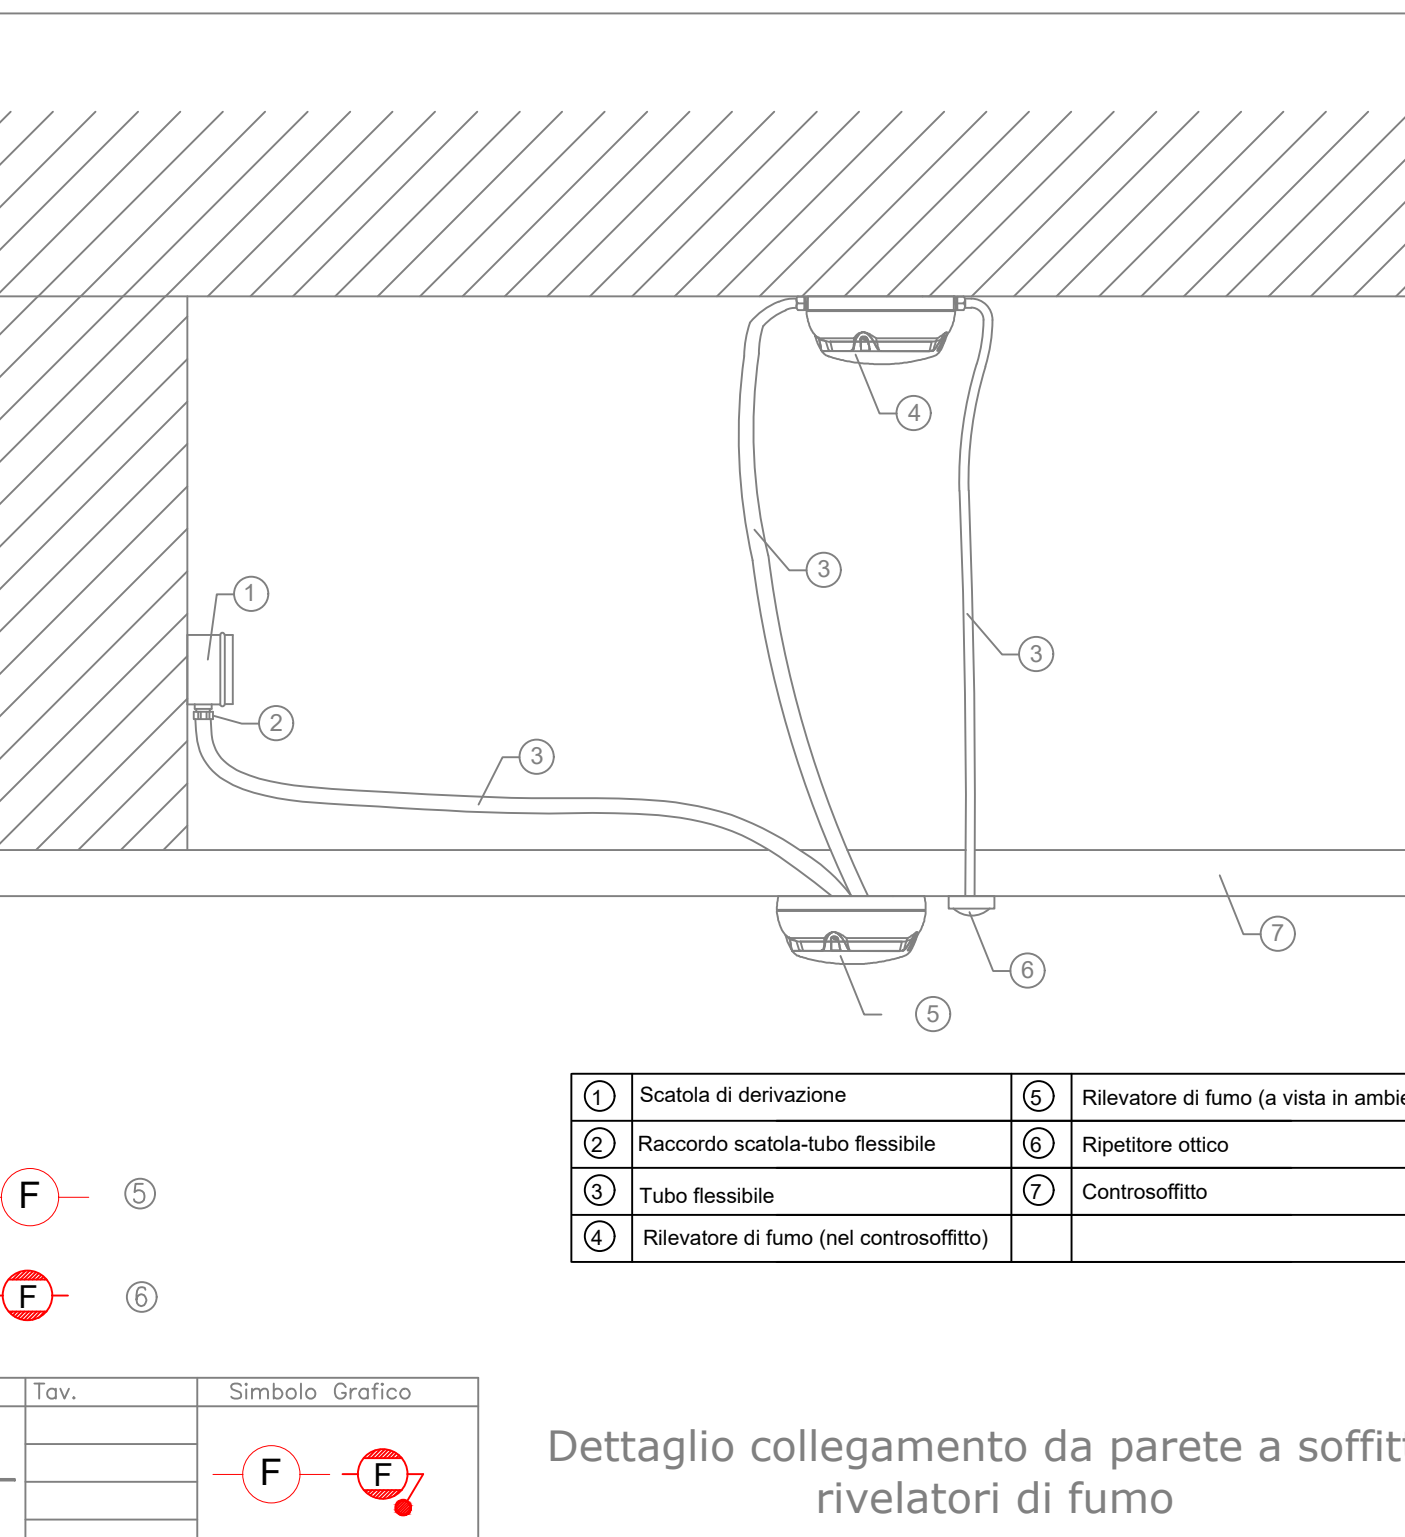 4
3
1
3
2
3
7
6
5
1 Scatola di derivazione 5 Rilevatore di fumo (a vista in
2 Raccordo scatola-tubo flessibile 6 Ripetitore ottico
3 Tubo flessibile 7 Controsoffitto
4 Rilevatore di fumo (nel controsoffitto)
F 5
F 6
Tav. Simbolo Grafico
F F
Dettaglio collegamento da parete a
rivelatori di fumo